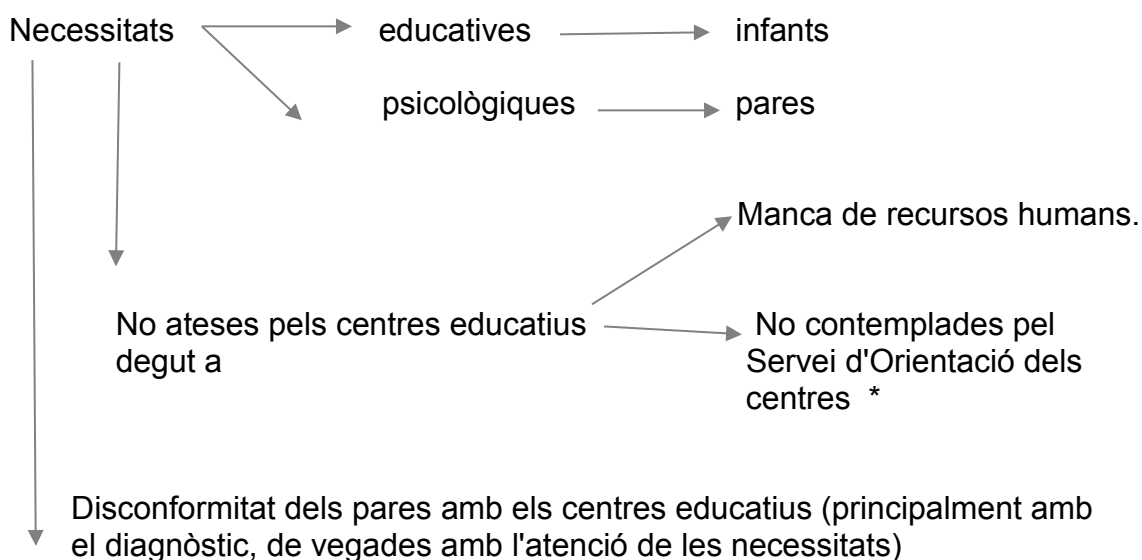 Necessitats educatives infants
psicològiques pares
Manca de recursos humans.
No ateses pels centres educatius
degut a
No contemplades pel
Servei d'Orientació dels
centres *
Disconformitat dels pares amb els centres educatius (principalment amb
el diagnòstic, de vegades amb l'atenció de les necessitats)